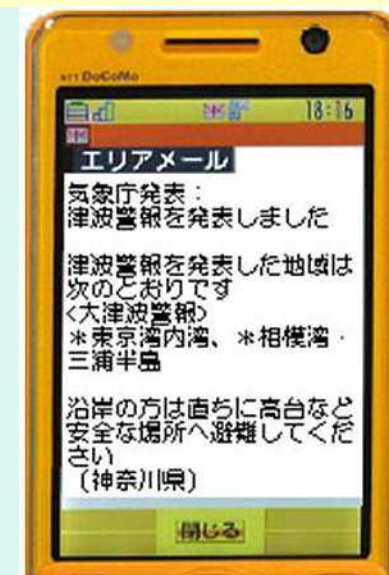 NTT DoCoMo
18:16
エリアメール
気象庁発表：
津波警報を発表しました
津波警報を発表した地域は
次のとおりです
<大津波警報>
＊東京湾内湾、＊相模湾・
三浦半島
沿岸の方は直ちに高台など
安全な場所へ避難してくだ
さい
（神奈川県）
閉じる